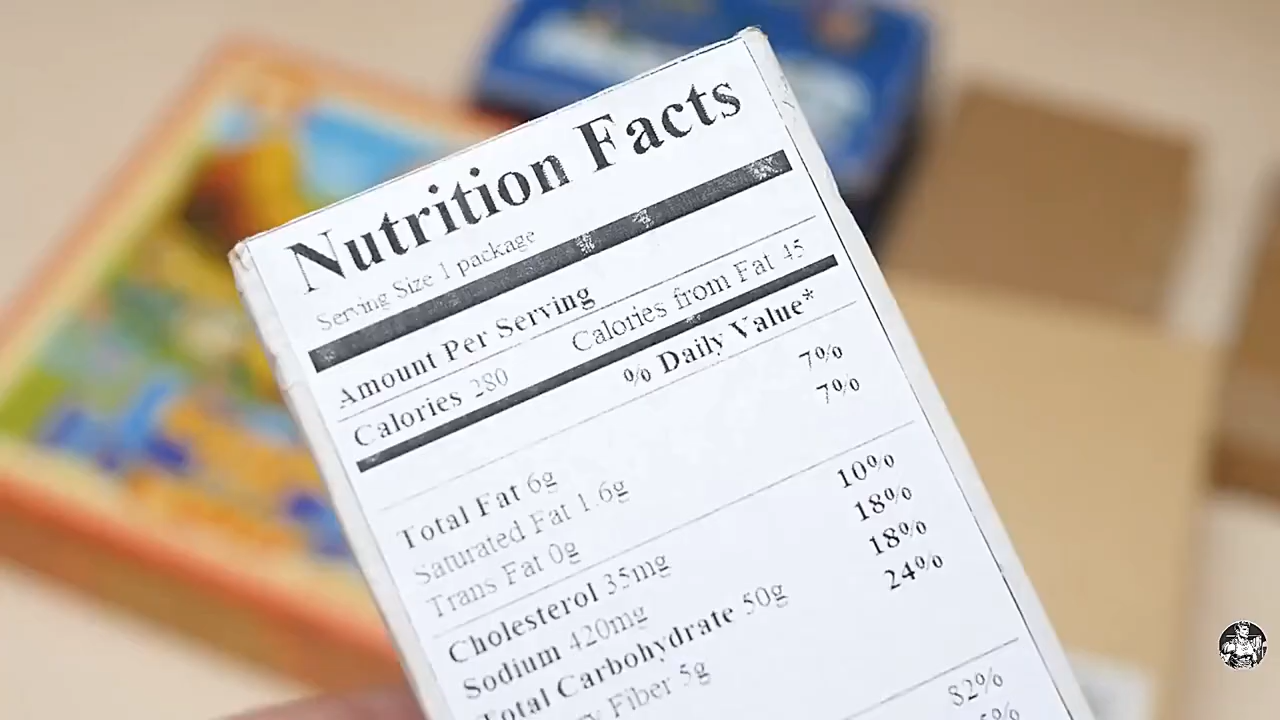 Nutrition Facts
Serving Size 1 package
Amount Per Serving
Calories 280 Calories from Fat 45
% Daily Value*
7%
7%
Total Fat 6g
Saturated Fat 1.6g
Trans Fat 0g
10%
18%
18%
24%
Cholesterol 35mg
Sodium 420mg
Total Carbohydrate 50g
Fiber 5g
82%